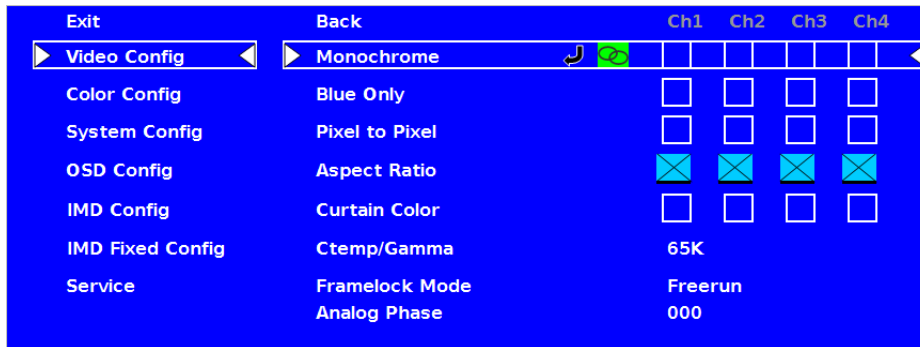 Exit Back Ch1 Ch2 Ch3 Ch4
Video Config Monochrome
Color Config Blue Only
System Config Pixel to Pixel
OSD Config Aspect Ratio
IMD Config Curtain Color
IMD Fixed Config Ctemp/Gamma 65K
Service Framelock Mode Freerun
Analog Phase 000